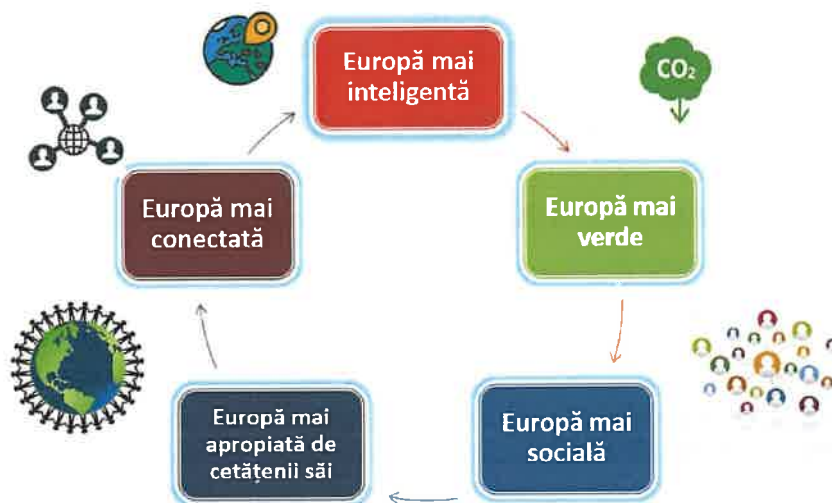 Europă mai
inteligentă
CO₂
Europă mai
conectată
Europă mai
verde
Europă mai
apropiată de
cetățenii săi
Europă mai
socială